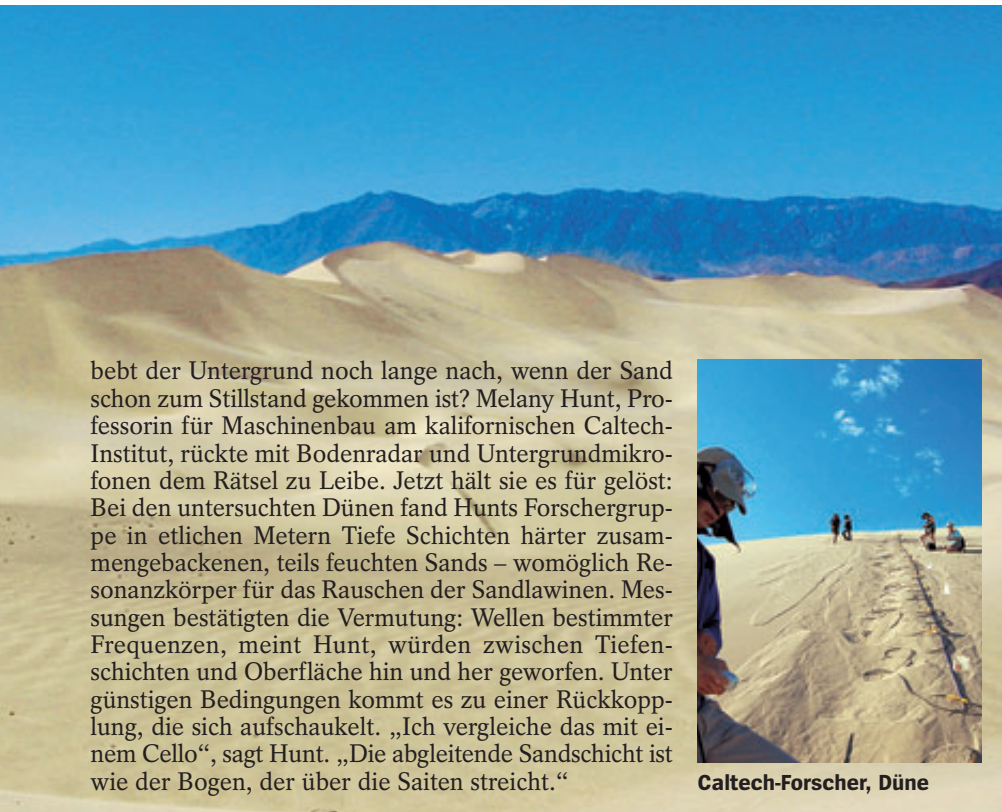 bebt der Untergrund noch lange nach, wenn der Sand
schon zum Stillstand gekommen ist? Melany Hunt, Pro-
fessorin für Maschinenbau am kalifornischen Caltech-
Institut, rückte mit Bodenradar und Untergrundmikro-
fonen dem Rätsel zu Leibe. Jetzt hält sie es für gelöst:
Bei den untersuchten Dünen fand Hunts Forschergrup-
pe in etlichen Metern Tiefe Schichten härter zusam-
mengebackenen, teils feuchten Sands – womöglich Re-
sonanzkörper für das Rauschen der Sandlawinen. Mes-
sungen bestätigten die Vermutung: Wellen bestimmter
Frequenzen, meint Hunt, würden zwischen Tiefen-
schichten und Oberfläche hin und her geworfen. Unter
günstigen Bedingungen kommt es zu einer Rückkopp-
lung, die sich aufschaukelt. „Ich vergleiche das mit ei-
nem Cello“, sagt Hunt. „Die abgleitende Sandschicht ist
wie der Bogen, der über die Saiten streicht.“
Caltech-Forscher, Düne